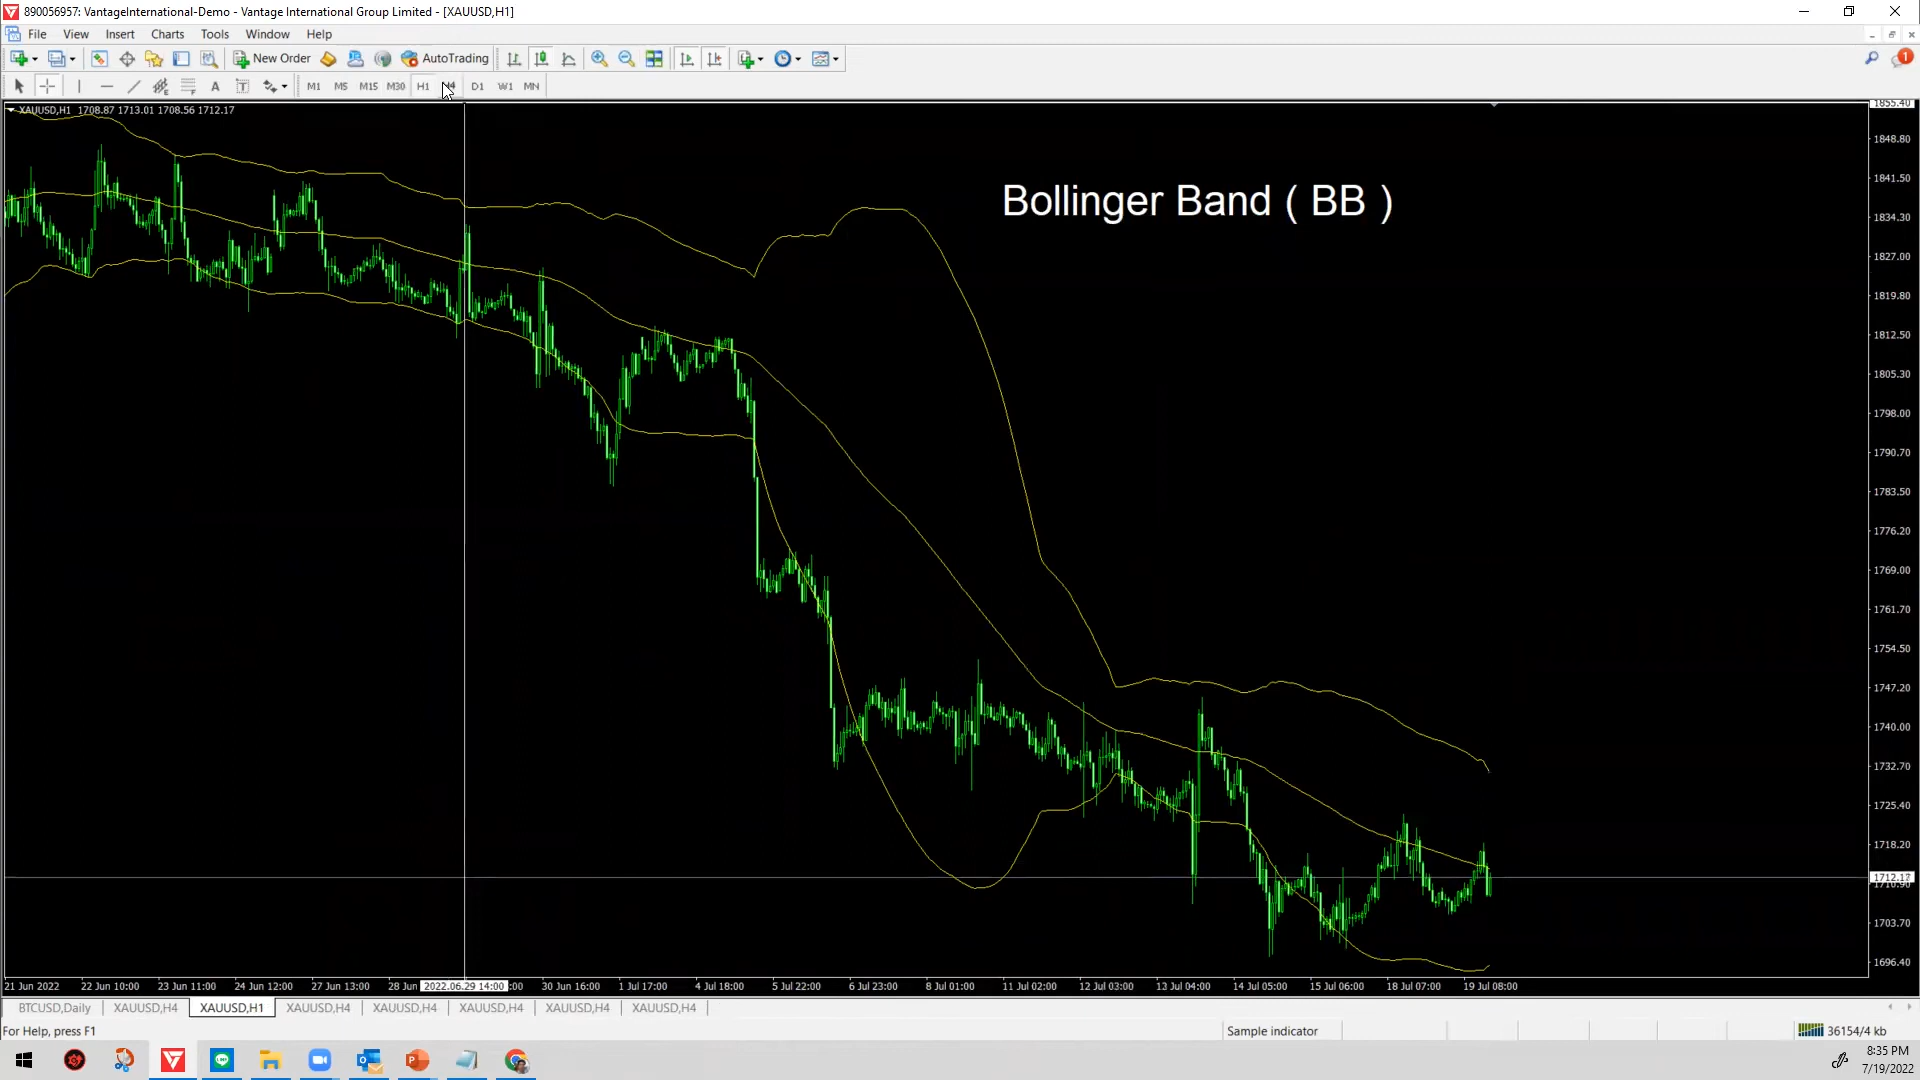 890056957: VantageInternational-Demo - Vantage International Group Limited - [XAUUSD,H1]
File View Insert Charts Tools Window Help
New Order AutoTrading
A T M1 M5 M15 M30 H1 D1 W1 MN
XAUUSD,H1 1708.87 1713.01 1708.56 1712.17
Bollinger Band ( BB )
1855.40
1848.80
1841.50
1834.30
1827.00
1819.80
1812.50
1805.30
1798.00
1790.70
1783.50
1776.20
1769.00
1761.70
1754.50
1747.20
1740.00
1732.70
1725.40
1718.20
1712.17
1710.90
1703.70
1696.40
21 Jun 2022 22 Jun 10:00 23 Jun 11:00 24 Jun 12:00 27 Jun 13:00 28 Jun 2022.06.29 14:00 :00 30 Jun 16:00 1 Jul 17:00 4 Jul 18:00 5 Jul 22:00 6 Jul 23:00 8 Jul 01:00 11 Jul 02:00 12 Jul 03:00 13 Jul 04:00 14 Jul 05:00 15 Jul 06:00 18 Jul 07:00 19 Jul 08:00
BTCUSD,Daily XAUUSD,H4 XAUUSD,H1 XAUUSD,H4 XAUUSD,H4 XAUUSD,H4 XAUUSD,H4 XAUUSD,H4
For Help, press F1 Sample indicator 36154/4 kb
8:35 PM
7/19/2022